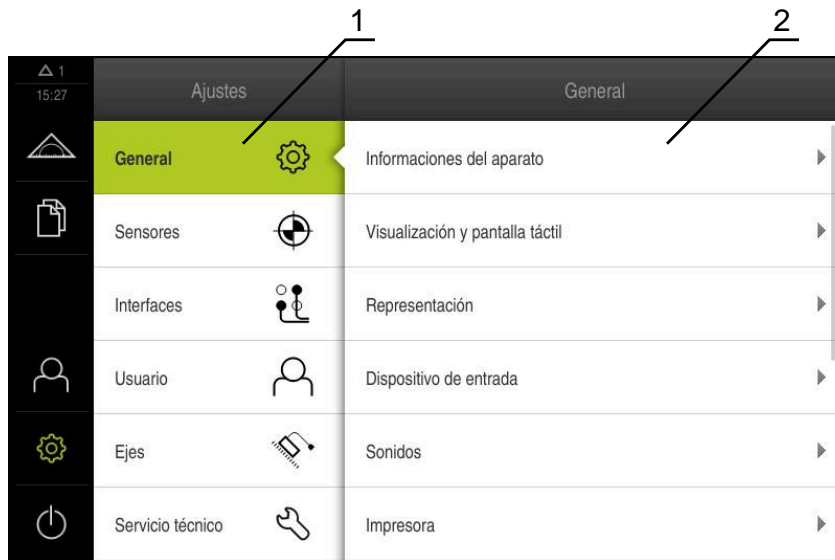 1
2
1
15:27
Ajustes
General
General
Sensores
Interfaces
Usuario
Ejes
Servicio técnico
Informaciones del aparato
Visualización y pantalla táctil
Representación
Dispositivo de entrada
Sonidos
Impresora